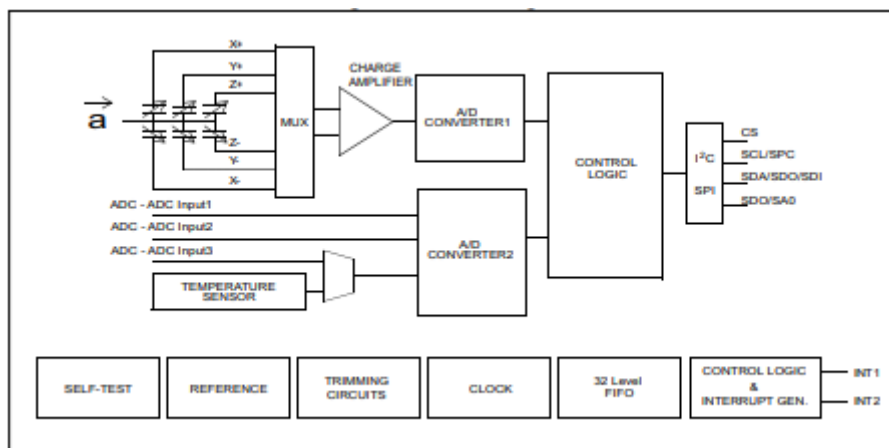 X+
Y+
Z+
a
Z-
Y-
X-
MUX
CHARGE
AMPLIFIER
A/D
CONVERTER1
CONTROL
LOGIC
I²C
SPI
CS
SCL/SPC
SDA/SDO/SDI
SDO/SA0
ADC - ADC Input1
ADC - ADC Input2
ADC - ADC Input3
A/D
CONVERTER2
TEMPERATURE
SENSOR
SELF-TEST
REFERENCE
TRIMMING
CIRCUITS
CLOCK
32 Level
FIFO
CONTROL LOGIC
&
INTERRUPT GEN.
INT1
INT2